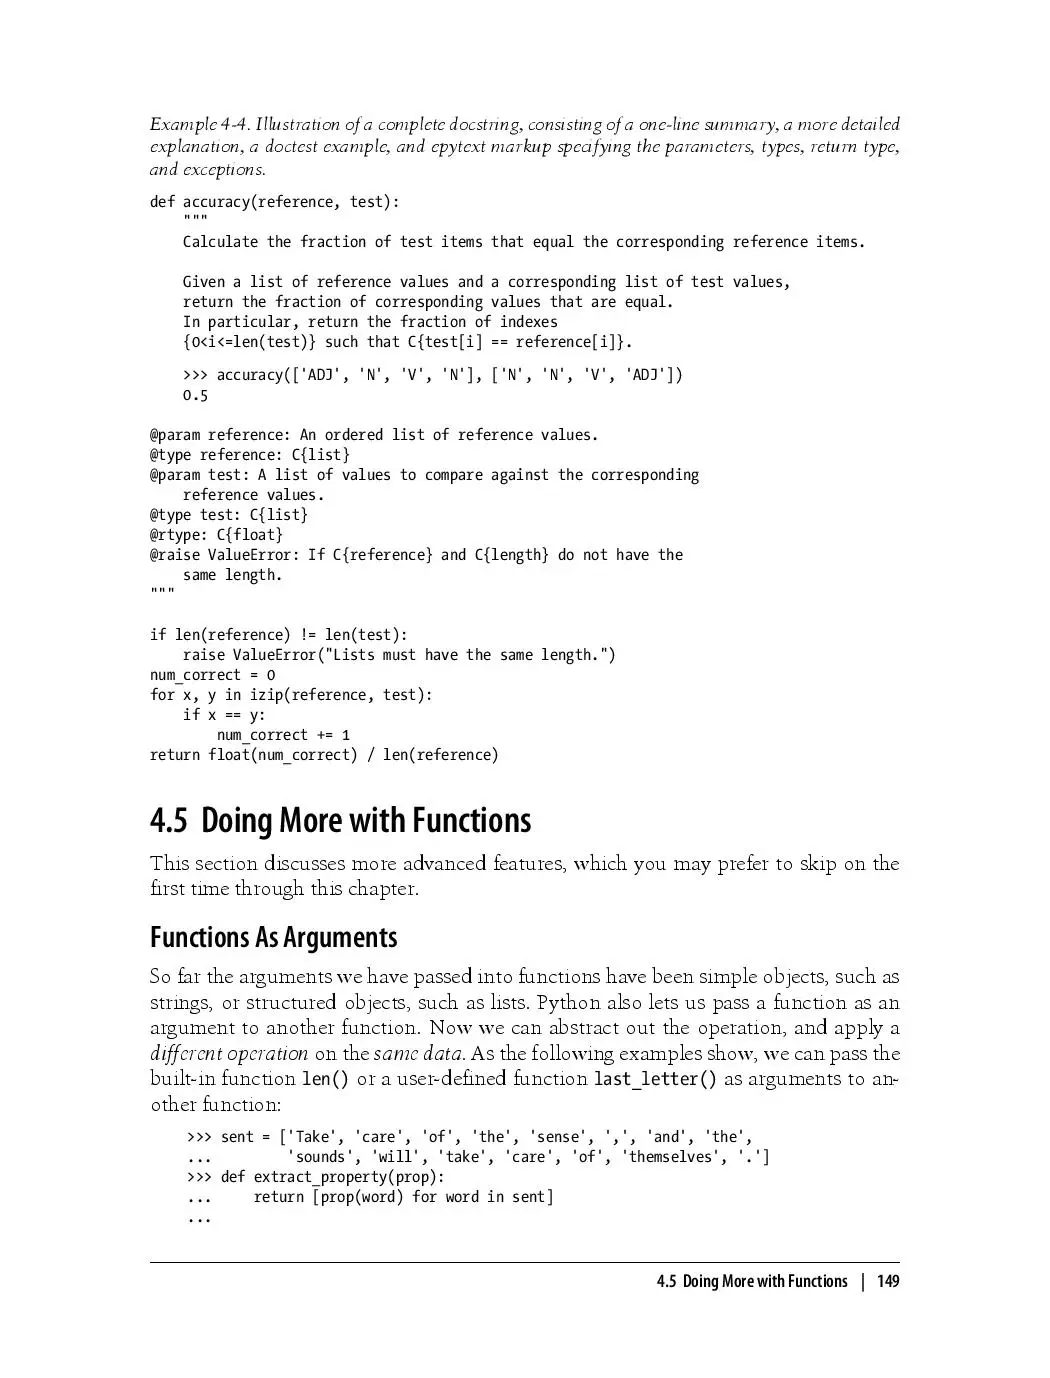 Example 4-4. Illustration of a complete docstring, consisting of a one-line summary, a more detailed
explanation, a doctest example, and epytext markup specifying the parameters, types, return type,
and exceptions.
def accuracy(reference, test):
    """
    Calculate the fraction of test items that equal the corresponding reference items.

    Given a list of reference values and a corresponding list of test values,
    return the fraction of corresponding values that are equal.
    In particular, return the fraction of indexes
    {0<i<=len(test)} such that C{test[i] == reference[i]}.

    >>> accuracy(['ADJ', 'N', 'V', 'N'], ['N', 'N', 'V', 'ADJ'])
    0.5

@param reference: An ordered list of reference values.
@type reference: C{list}
@param test: A list of values to compare against the corresponding
    reference values.
@type test: C{list}
@rtype: C{float}
@raise ValueError: If C{reference} and C{length} do not have the
    same length.
"""

if len(reference) != len(test):
    raise ValueError("Lists must have the same length.")
num_correct = 0
for x, y in izip(reference, test):
    if x == y:
        num_correct += 1
return float(num_correct) / len(reference)

4.5 Doing More with Functions
This section discusses more advanced features, which you may prefer to skip on the
first time through this chapter.

Functions As Arguments
So far the arguments we have passed into functions have been simple objects, such as
strings, or structured objects, such as lists. Python also lets us pass a function as an
argument to another function. Now we can abstract out the operation, and apply a
different operation on the same data. As the following examples show, we can pass the
built-in function len() or a user-defined function last_letter() as arguments to an-
other function:
    >>> sent = ['Take', 'care', 'of', 'the', 'sense', ',', 'and', 'the',
    ...         'sounds', 'will', 'take', 'care', 'of', 'themselves', '.']
    >>> def extract_property(prop):
    ...     return [prop(word) for word in sent]
    ...

4.5 Doing More with Functions | 149